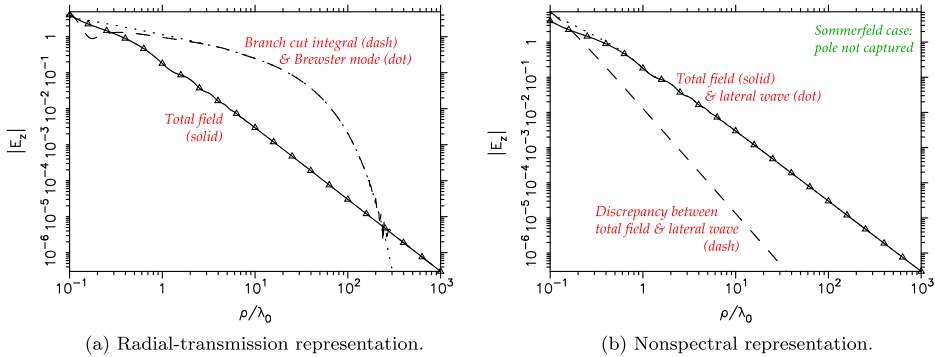 Branch cut integral (dash)
& Brewster mode (dot)
Total field
(solid)
|E_z|
1
10^-1
10^-2
10^-3
10^-4
10^-5
10^-6
10^-1
1
10
10^2
10^3
ρ/λ_0
(a) Radial-transmission representation.
Sommerfeld case:
pole not captured
Total field (solid)
& lateral wave (dot)
Discrepancy between
total field & lateral wave
(dash)
|E_z|
1
10^-1
10^-2
10^-3
10^-4
10^-5
10^-6
10^-1
1
10
10^2
10^3
ρ/λ_0
(b) Nonspectral representation.